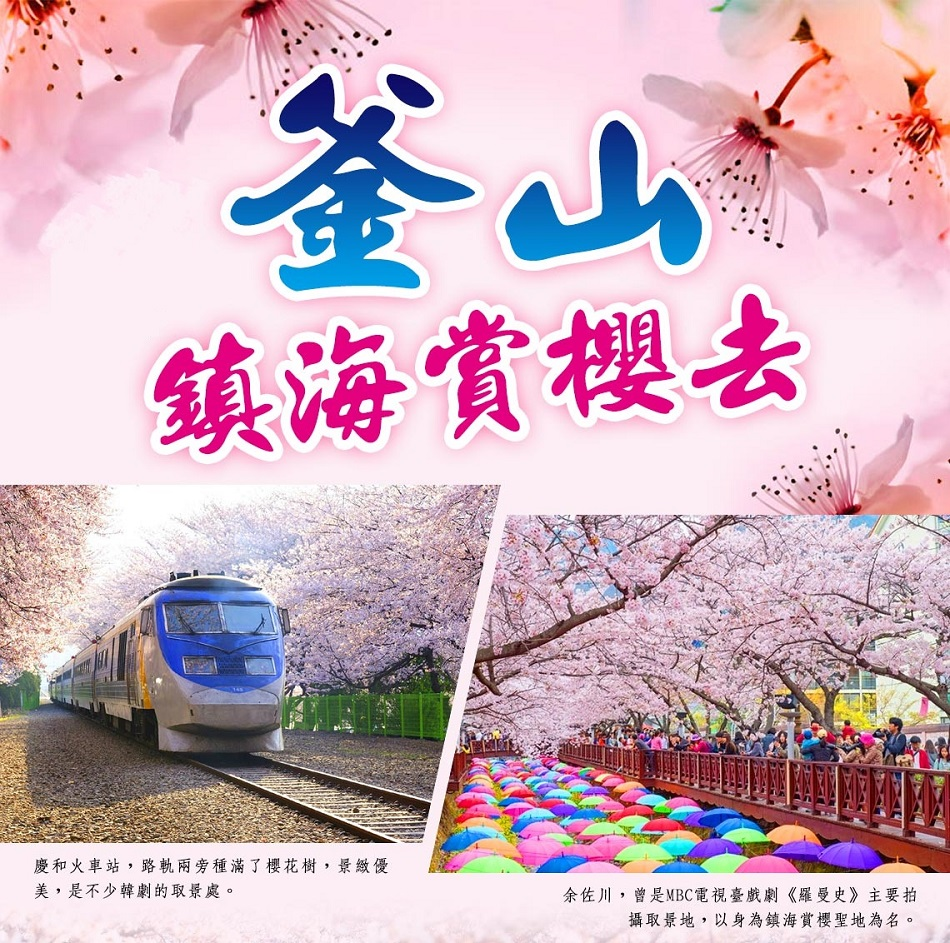 釜山
鎮海賞櫻去
慶和火車站，路軌兩旁種滿了櫻花樹，景緻優
美，是不少韓劇的取景處。
余佐川，曾是MBC電視臺戲劇《羅曼史》主要拍
攝取景地，以身為鎮海賞櫻聖地為名。